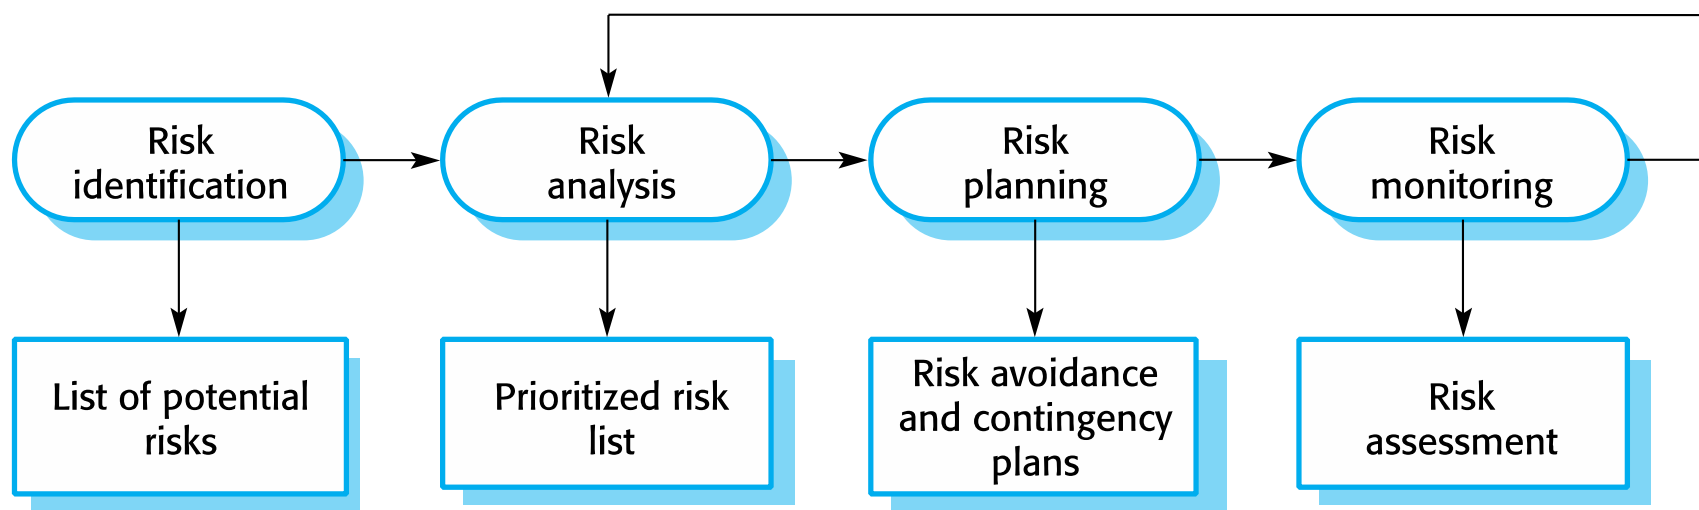 Risk
identification
Risk
analysis
Risk
planning
Risk
monitoring
List of potential
risks
Prioritized risk
list
Risk avoidance
and contingency
plans
Risk
assessment